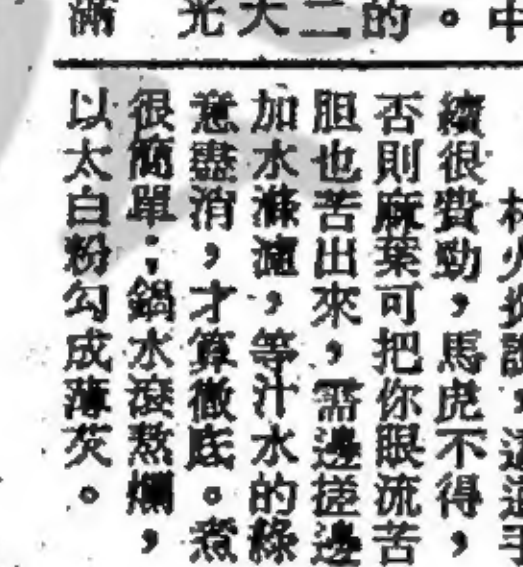 續很費勁，馬虎不得，
否則麻葉可把你眼流苦
胆也苦出來，需邊搓邊
加水滌濾，等汁水的綠
意盡消，才算徹底。煮
很簡單；鍋水滾熬爛，
以太白粉勾成薄芡。